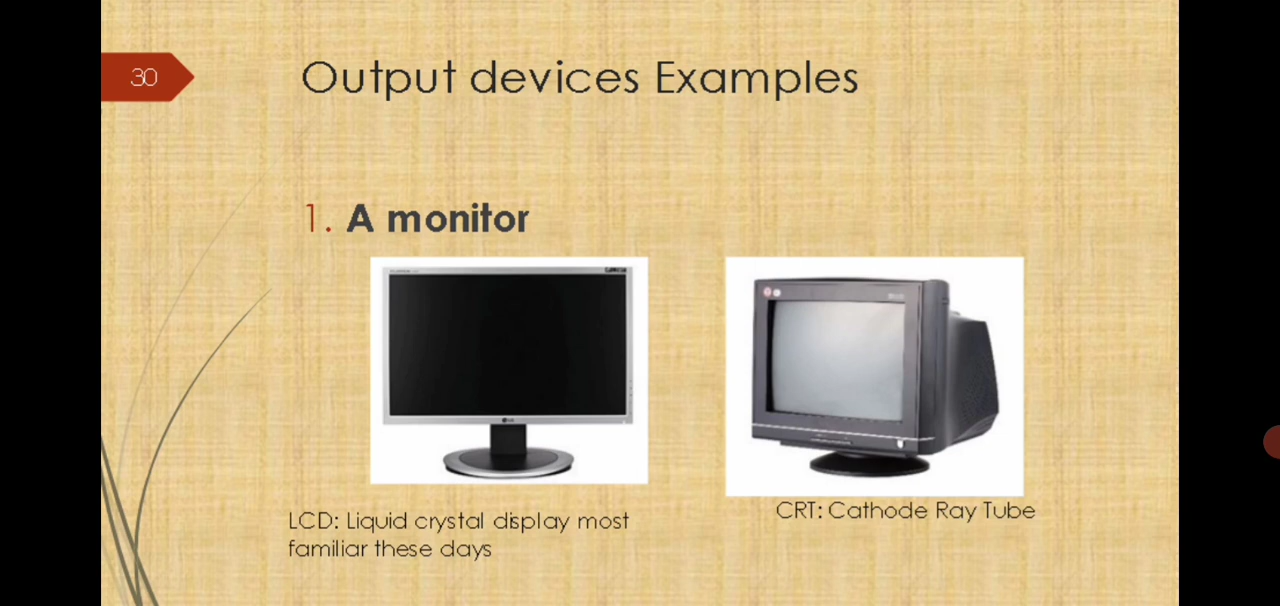 30
Output devices Examples
1. A monitor
LCD: Liquid crystal display most
familiar these days
CRT: Cathode Ray Tube